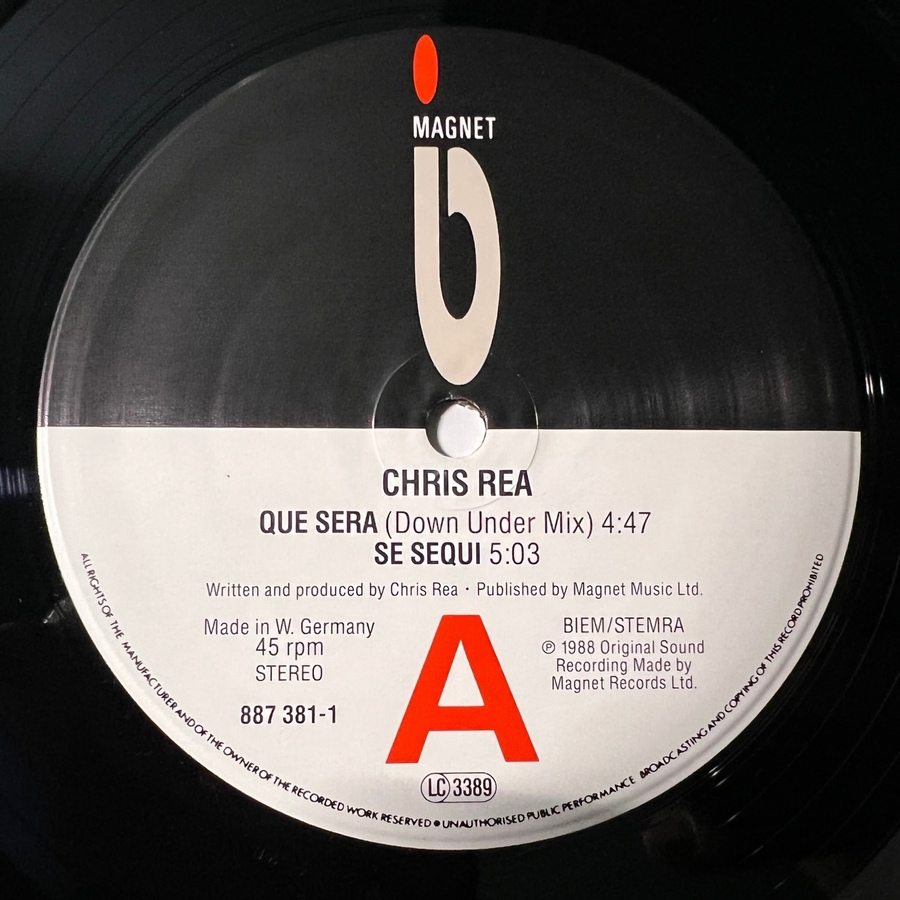 MAGNET
CHRIS REA
QUE SERA (Down Under Mix) 4:47
SE SEQUI 5:03
Written and produced by Chris Rea · Published by Magnet Music Ltd.
Made in W. Germany
45 rpm
STEREO
887 381-1
A
BIEM/STEMRA
℗ 1988 Original Sound
Recording Made by
Magnet Records Ltd.
LC 3389
ALL RIGHTS OF THE MANUFACTURER AND OF THE OWNER OF THE RECORDED WORK RESERVED ● UNAUTHORISED PUBLIC PERFORMANCE BROADCASTING AND COPYING OF THIS RECORD PROHIBITED